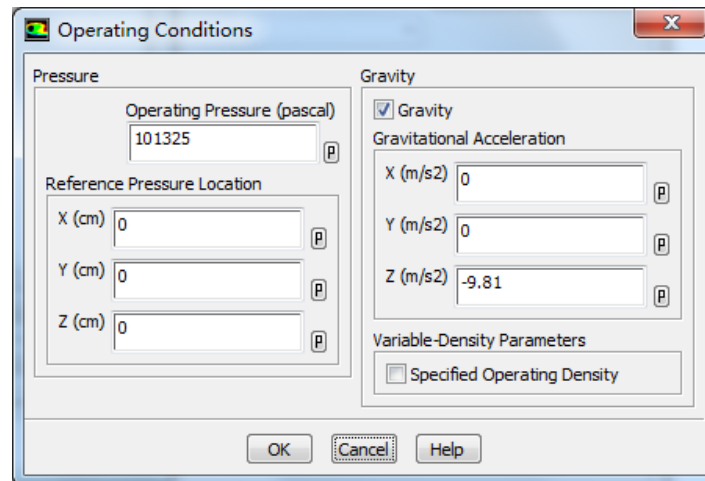 Operating Conditions
Pressure
Operating Pressure (pascal)
101325
P
Reference Pressure Location
X (cm) 0 P
Y (cm) 0 P
Z (cm) 0 P
Gravity
Gravity
Gravitational Acceleration
X (m/s2) 0 P
Y (m/s2) 0 P
Z (m/s2) -9.81 P
Variable-Density Parameters
Specified Operating Density
OK Cancel Help